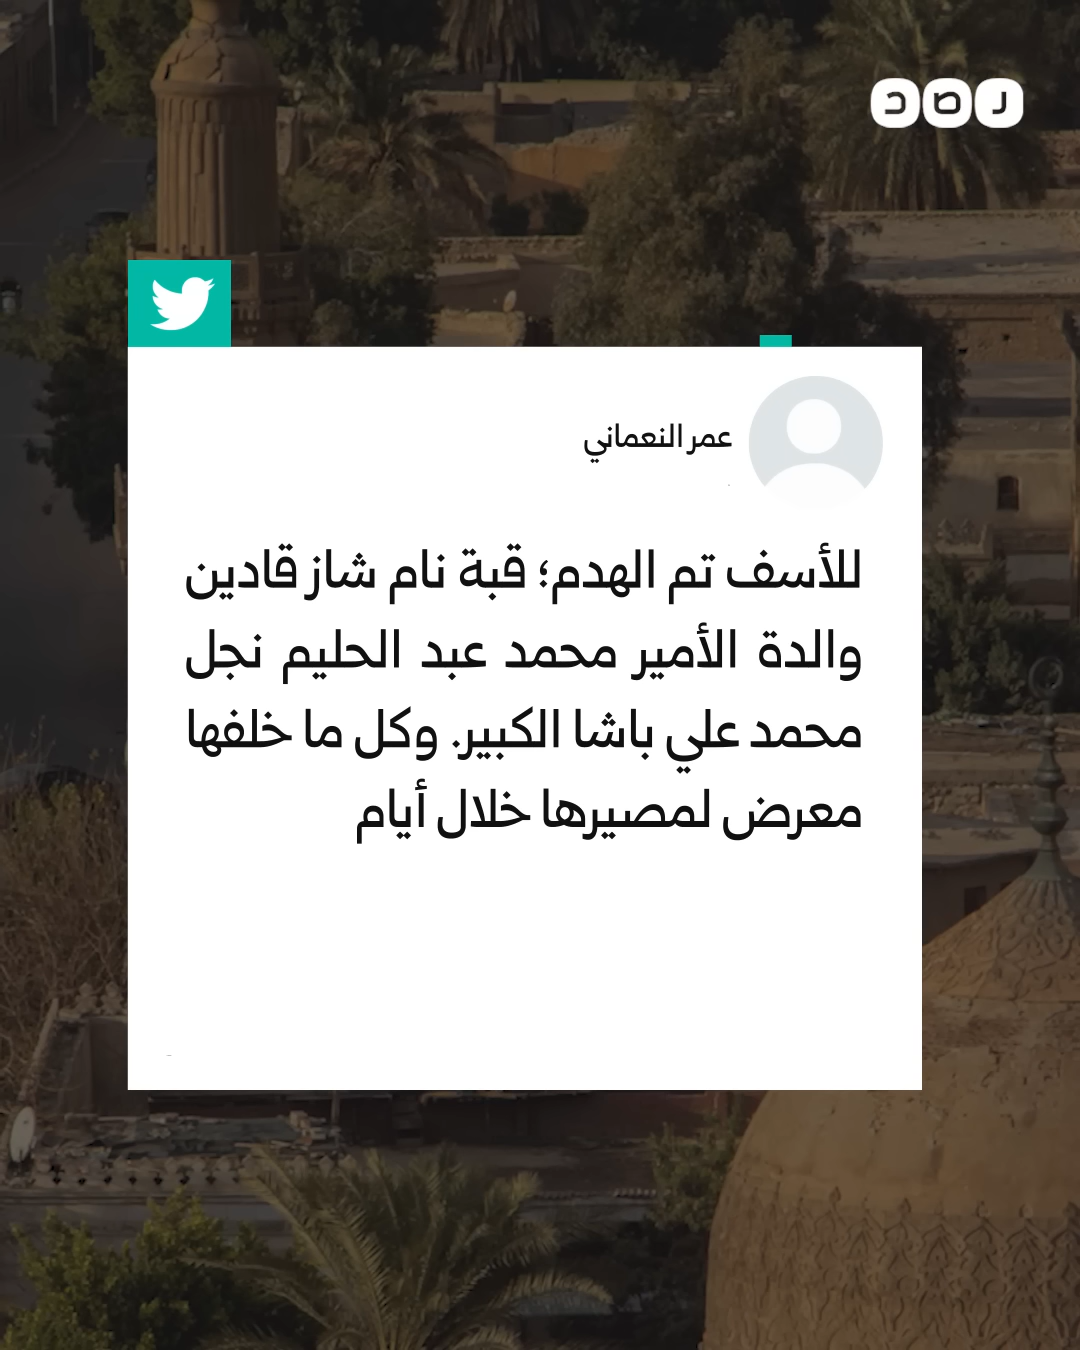 رصد
عمر النعماني
للأسف تم الهدم؛ قبة نام شاز قادين
والدة الأمير محمد عبد الحليم نجل
محمد علي باشا الكبير. وكل ما خلفها
معرض لمصيرها خلال أيام